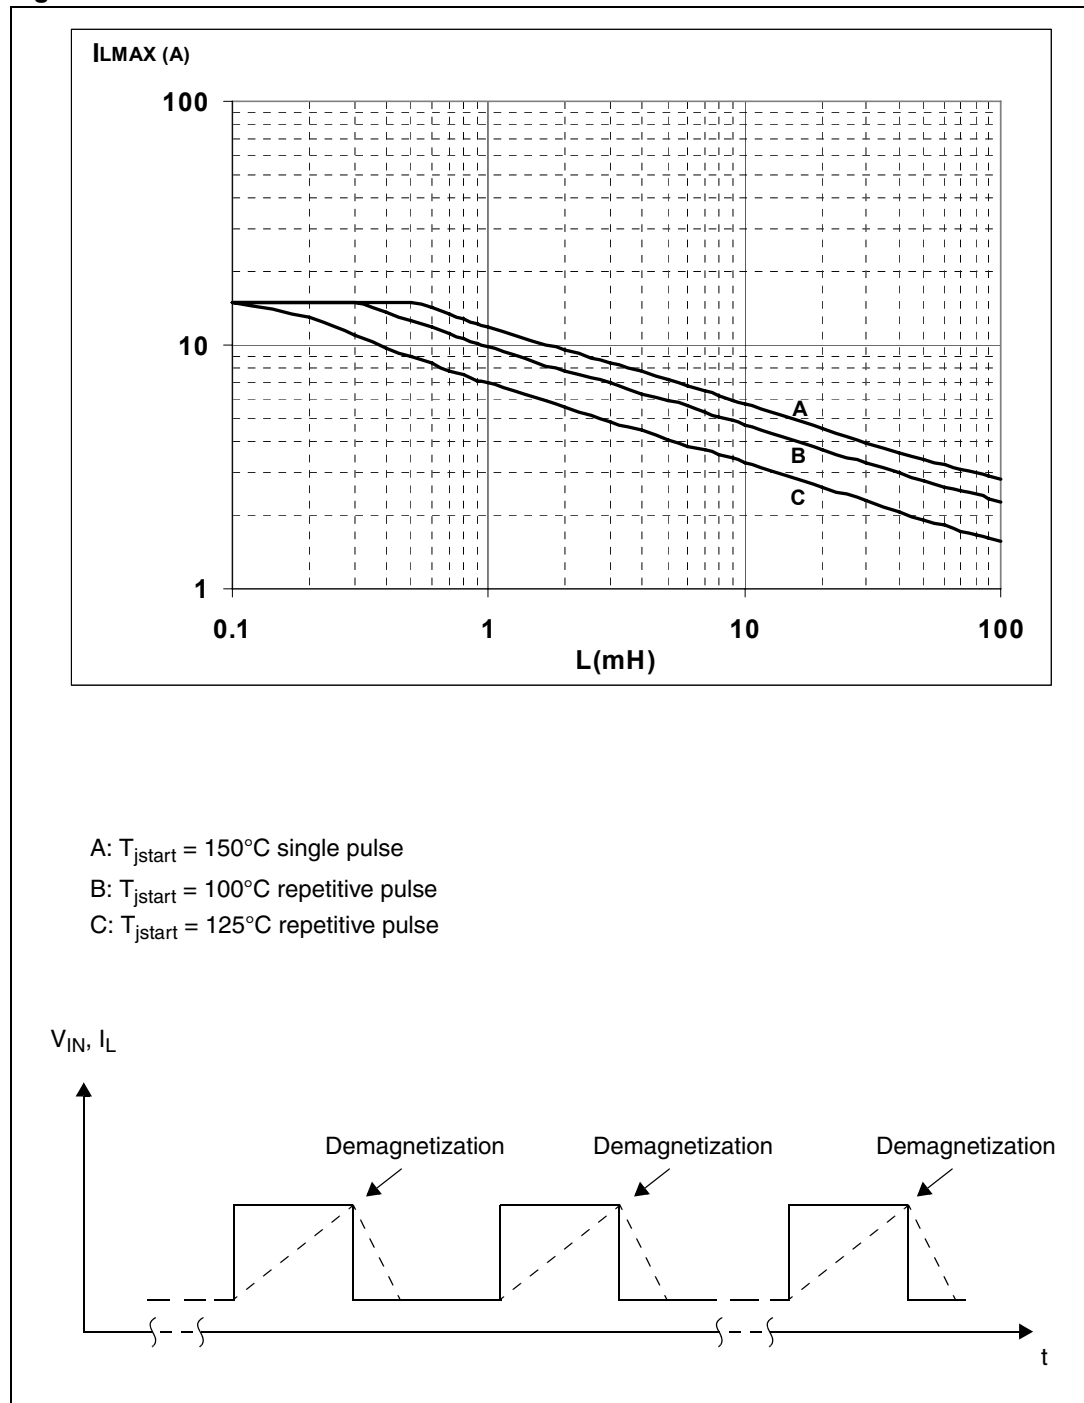 ILMAX (A)
100
10
1
0.1 1 10 100
L(mH)
A
B
C
A: Tjstart = 150°C single pulse
B: Tjstart = 100°C repetitive pulse
C: Tjstart = 125°C repetitive pulse
VIN, IL
Demagnetization Demagnetization Demagnetization
t